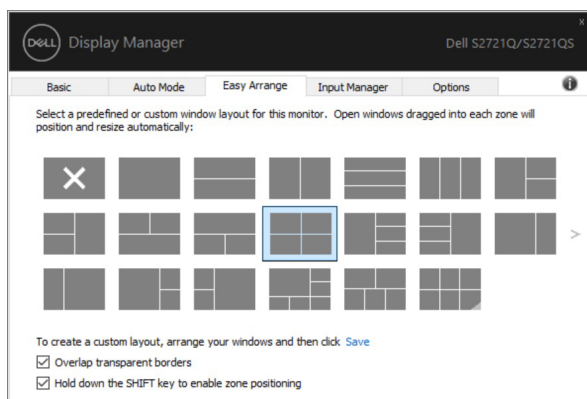 x
DELL Display Manager Dell S2721Q/S2721QS
Basic Auto Mode Easy Arrange Input Manager Options i
Select a predefined or custom window layout for this monitor. Open windows dragged into each zone will
position and resize automatically:
>
To create a custom layout, arrange your windows and then click Save
Overlap transparent borders
Hold down the SHIFT key to enable zone positioning